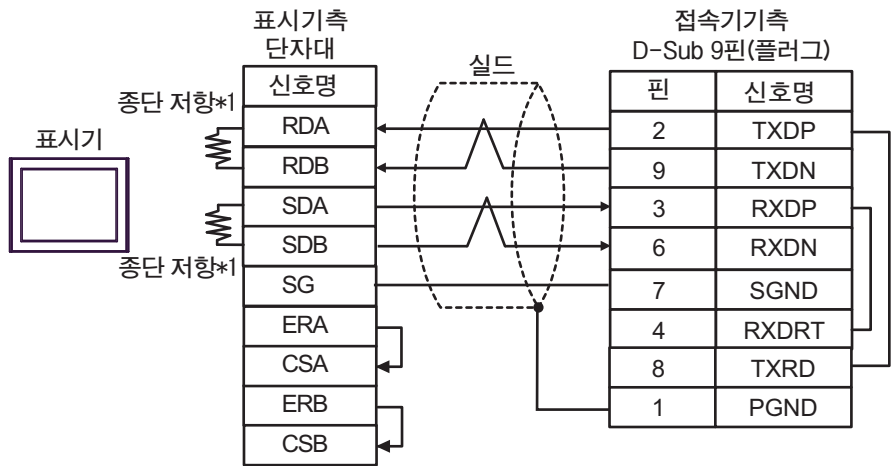 표시기측
단자대
접속기기측
D-Sub 9핀(플러그)
실드
종단 저항*1
표시기
종단 저항*1
신호명
RDA
RDB
SDA
SDB
SG
ERA
CSA
ERB
CSB
핀 신호명
2 TXDP
9 TXDN
3 RXDP
6 RXDN
7 SGND
4 RXDRT
8 TXRD
1 PGND